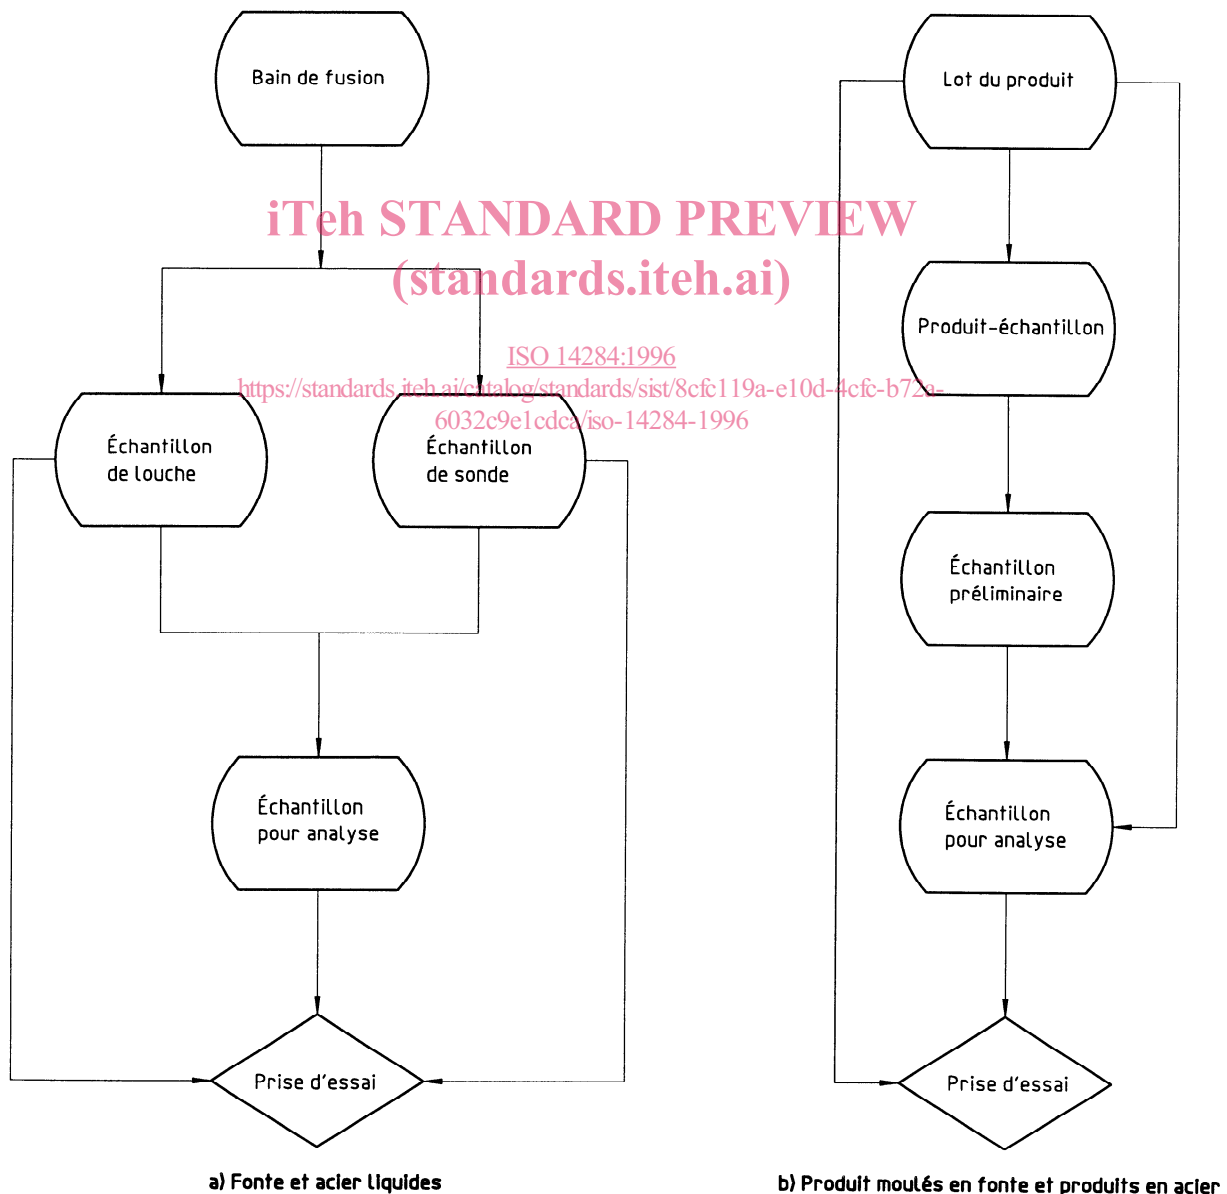 Bain de fusion
Lot du produit
iTeh STANDARD PREVIEW
(standards.iteh.ai)
Produit-échantillon
ISO 14284:1996
https://standards.iteh.ai/catalog/standards/sist/8cfc119a-e10d-4cfc-b72a-
6032c9e1cdca/iso-14284-1996
Échantillon
de louche
Échantillon
de sonde
Échantillon
préliminaire
Échantillon
pour analyse
Échantillon
pour analyse
Prise d'essai
Prise d'essai
a) Fonte et acier liquides
b) Produit moulés en fonte et produits en acier